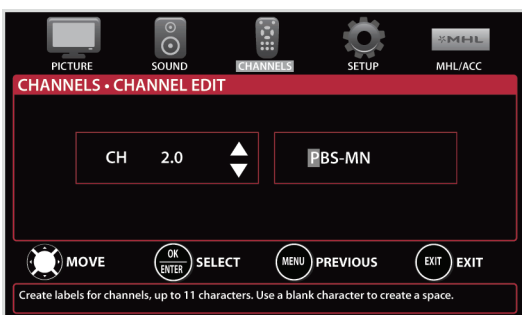 MHL
PICTURE SOUND CHANNELS SETUP MHL/ACC
CHANNELS • CHANNEL EDIT
CH 2.0 PBS-MN
MOVE OK ENTER SELECT MENU PREVIOUS EXIT EXIT
Create labels for channels, up to 11 characters. Use a blank character to create a space.